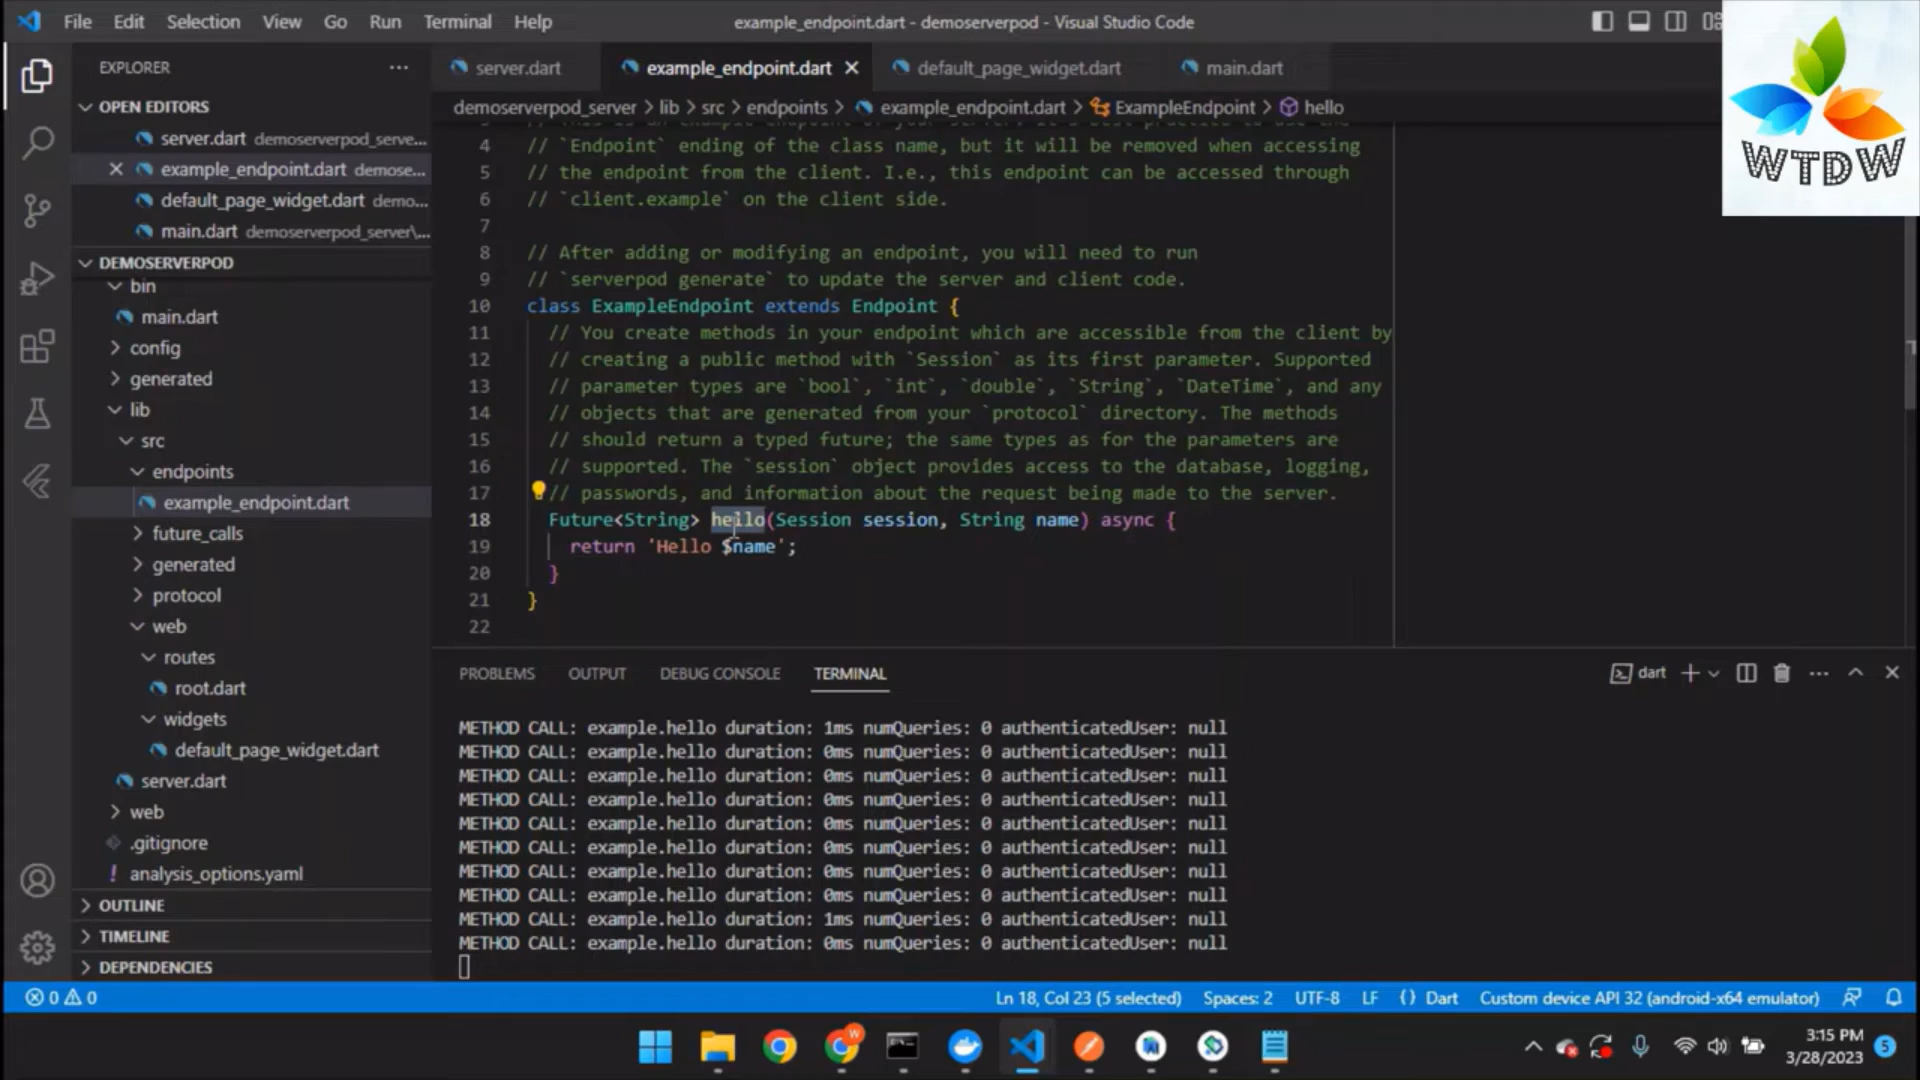 File Edit Selection View Go Run Terminal Help
example_endpoint.dart - demoserverpod - Visual Studio Code
WTDW
EXPLORER
OPEN EDITORS
server.dart demoserverpod_serve...
example_endpoint.dart demose...
default_page_widget.dart demo...
main.dart demoserverpod_server\...
DEMOSERVERPOD
bin
main.dart
config
generated
lib
src
endpoints
example_endpoint.dart
future_calls
generated
protocol
web
routes
root.dart
widgets
default_page_widget.dart
server.dart
web
.gitignore
! analysis_options.yaml
OUTLINE
TIMELINE
DEPENDENCIES
server.dart example_endpoint.dart default_page_widget.dart main.dart
demoserverpod_server > lib > src > endpoints > example_endpoint.dart > ExampleEndpoint > hello
4 // `Endpoint` ending of the class name, but it will be removed when accessing
5 // the endpoint from the client. I.e., this endpoint can be accessed through
6 // `client.example` on the client side.
7
8 // After adding or modifying an endpoint, you will need to run
9 // `serverpod generate` to update the server and client code.
10 class ExampleEndpoint extends Endpoint {
11 // You create methods in your endpoint which are accessible from the client by
12 // creating a public method with `Session` as its first parameter. Supported
13 // parameter types are `bool`, `int`, `double`, `String`, `DateTime`, and any
14 // objects that are generated from your `protocol` directory. The methods
15 // should return a typed future; the same types as for the parameters are
16 // supported. The `session` object provides access to the database, logging,
17 // passwords, and information about the request being made to the server.
18 Future<String> hello(Session session, String name) async {
19 return 'Hello $name';
20 }
21 }
22
PROBLEMS OUTPUT DEBUG CONSOLE TERMINAL
dart
METHOD CALL: example.hello duration: 1ms numQueries: 0 authenticatedUser: null
METHOD CALL: example.hello duration: 0ms numQueries: 0 authenticatedUser: null
METHOD CALL: example.hello duration: 0ms numQueries: 0 authenticatedUser: null
METHOD CALL: example.hello duration: 0ms numQueries: 0 authenticatedUser: null
METHOD CALL: example.hello duration: 0ms numQueries: 0 authenticatedUser: null
METHOD CALL: example.hello duration: 0ms numQueries: 0 authenticatedUser: null
METHOD CALL: example.hello duration: 0ms numQueries: 0 authenticatedUser: null
METHOD CALL: example.hello duration: 0ms numQueries: 0 authenticatedUser: null
METHOD CALL: example.hello duration: 1ms numQueries: 0 authenticatedUser: null
METHOD CALL: example.hello duration: 0ms numQueries: 0 authenticatedUser: null
0 0 Ln 18, Col 23 (5 selected) Spaces: 2 UTF-8 LF {} Dart Custom device API 32 (android-x64 emulator)
W
3:15 PM
3/28/2023
5